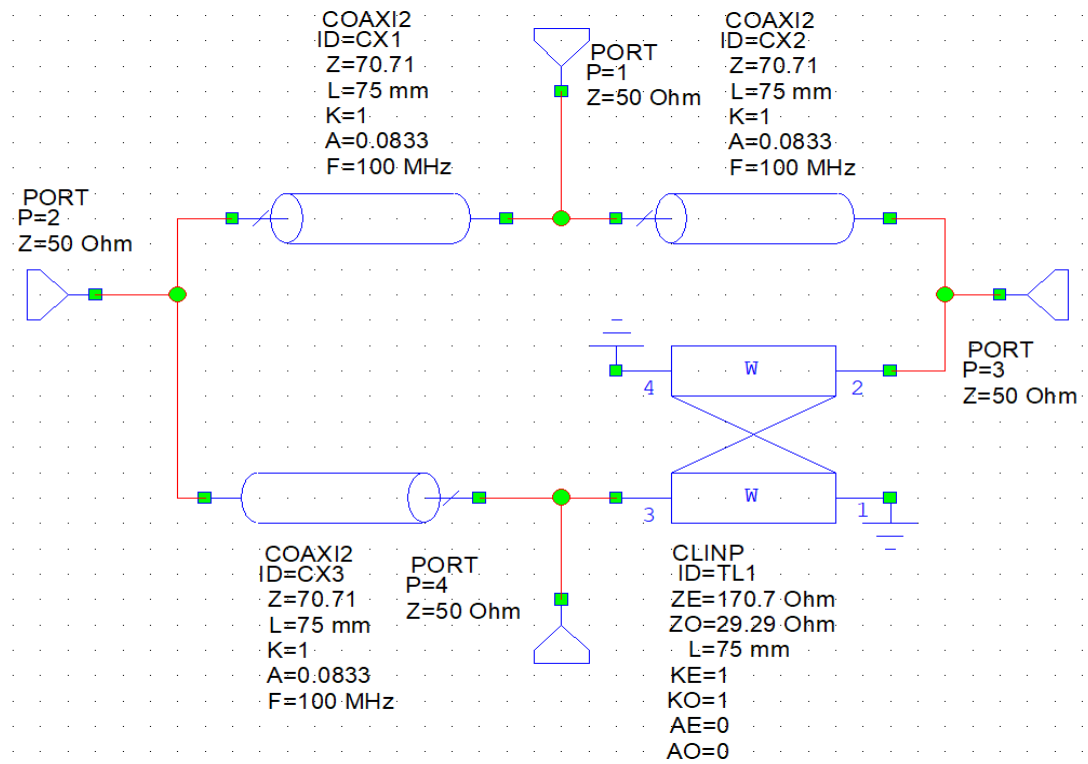 COAXI2
ID=CX1
Z=70.71
L=75 mm
K=1
A=0.0833
F=100 MHz
PORT
P=1
Z=50 Ohm
COAXI2
ID=CX2
Z=70.71
L=75 mm
K=1
A=0.0833
F=100 MHz
PORT
P=2
Z=50 Ohm
PORT
P=3
Z=50 Ohm
W
4
2
W
3
1
COAXI2
ID=CX3
Z=70.71
L=75 mm
K=1
A=0.0833
F=100 MHz
PORT
P=4
Z=50 Ohm
CLINP
ID=TL1
ZE=170.7 Ohm
ZO=29.29 Ohm
L=75 mm
KE=1
KO=1
AE=0
AO=0